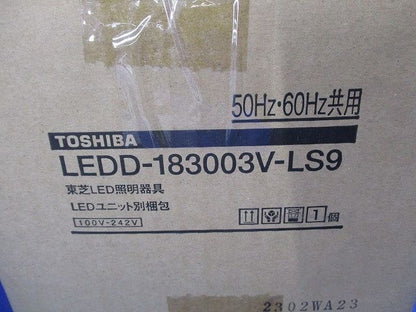 50Hz・60Hz共用
TOSHIBA
LEDD-183003V-LS9
東芝LED照明器具
LEDユニット別梱包
100V-242V
1個
2302WA23